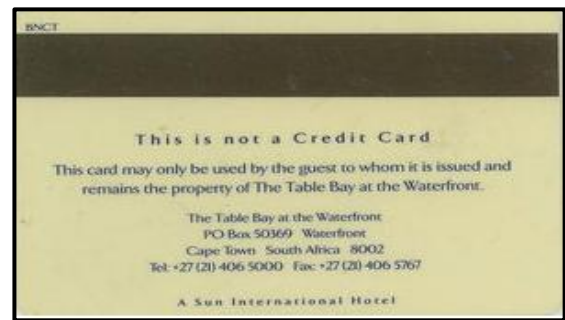 BNCT
This is not a Credit Card
This card may only be used by the guest to whom it is issued and
remains the property of The Table Bay at the Waterfront.
The Table Bay at the Waterfront
PO Box 50369 Waterfront
Cape Town South Africa 8002
Tel: +27 (21) 406 5000 Fax: +27 (21) 406 5767
A Sun International Hotel